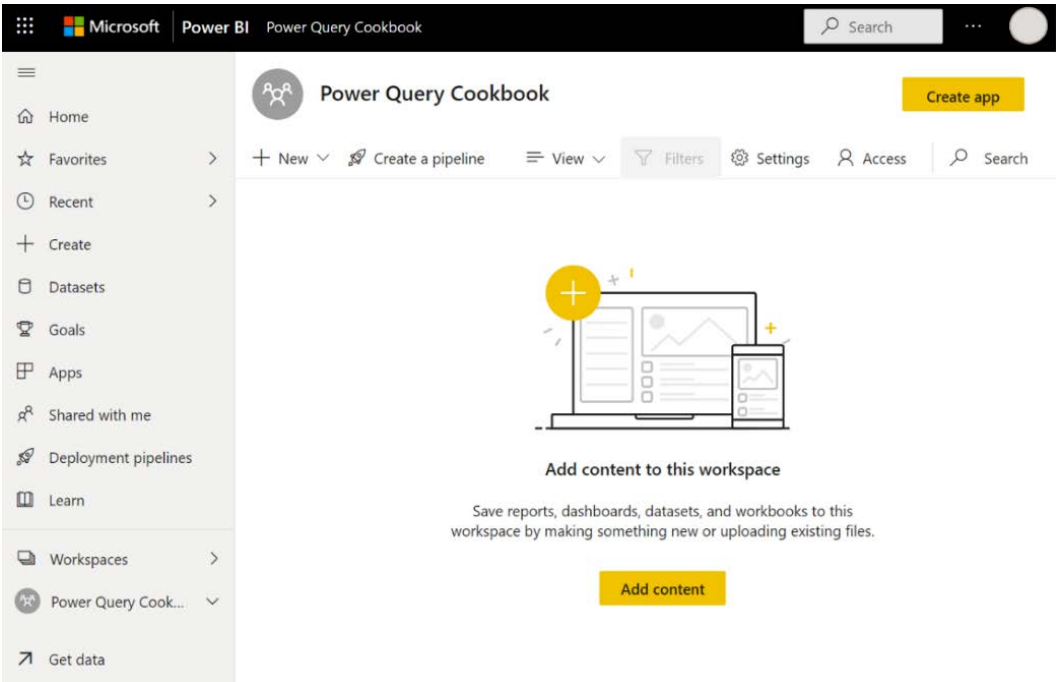 Microsoft Power BI Power Query Cookbook Search ...
Home
Favorites
Recent
Create
Datasets
Goals
Apps
Shared with me
Deployment pipelines
Learn
Workspaces
Power Query Cook...
Get data
Power Query Cookbook Create app
New Create a pipeline View Filters Settings Access Search
Add content to this workspace
Save reports, dashboards, datasets, and workbooks to this
workspace by making something new or uploading existing files.
Add content